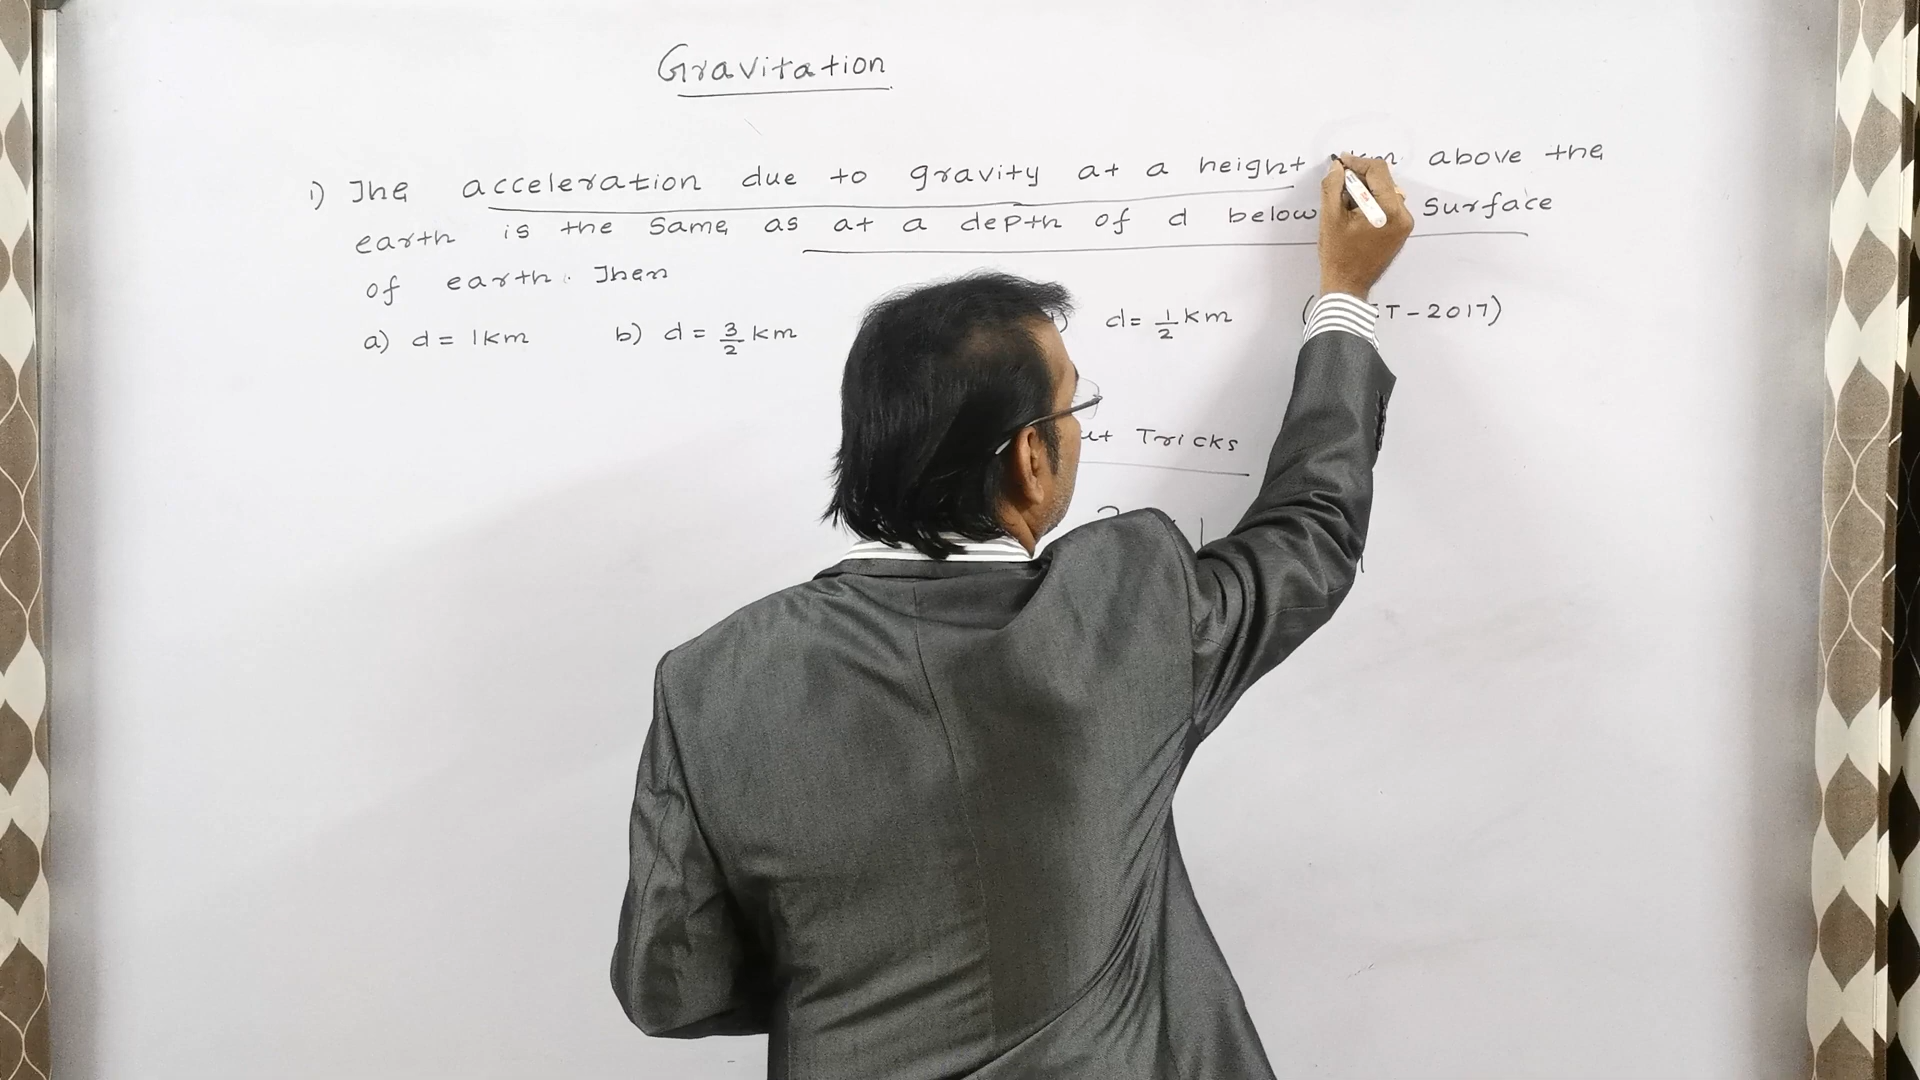 Gravitation
1) The acceleration due to gravity at a height km above the
earth is the same as at a depth of d below surface
of earth. Then
a) d = 1km b) d = 3/2 km d= 1/2 km T-2017)
Tricks